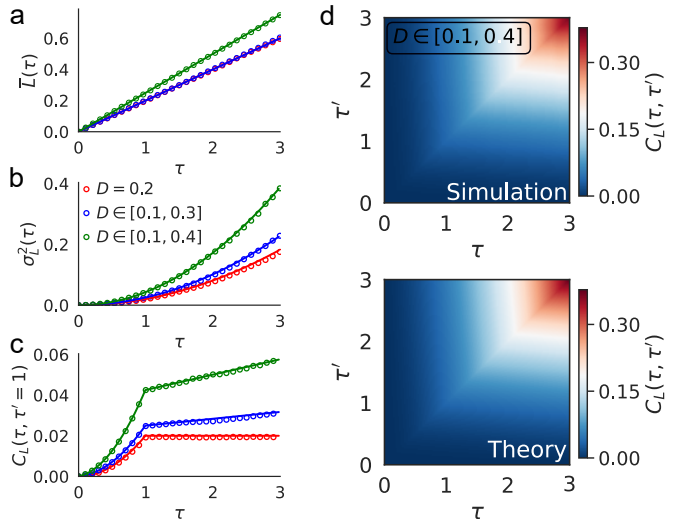 a
L̄(τ)
0.6
0.4
0.2
0.0
0 1 2 3
τ
b
σ²_L(τ)
0.4
0.2
0.0
D = 0.2
D ∈ [0.1, 0.3]
D ∈ [0.1, 0.4]
0 1 2 3
τ
c
C_L(τ, τ′ = 1)
0.06
0.04
0.02
0.00
0 1 2 3
τ
d
τ′
3
2
1
0
D ∈ [0.1, 0.4]
Simulation
0 1 2 3
τ
0.30
0.15
0.00
C_L(τ, τ′)
τ′
3
2
1
0
Theory
0 1 2 3
τ
0.30
0.15
0.00
C_L(τ, τ′)